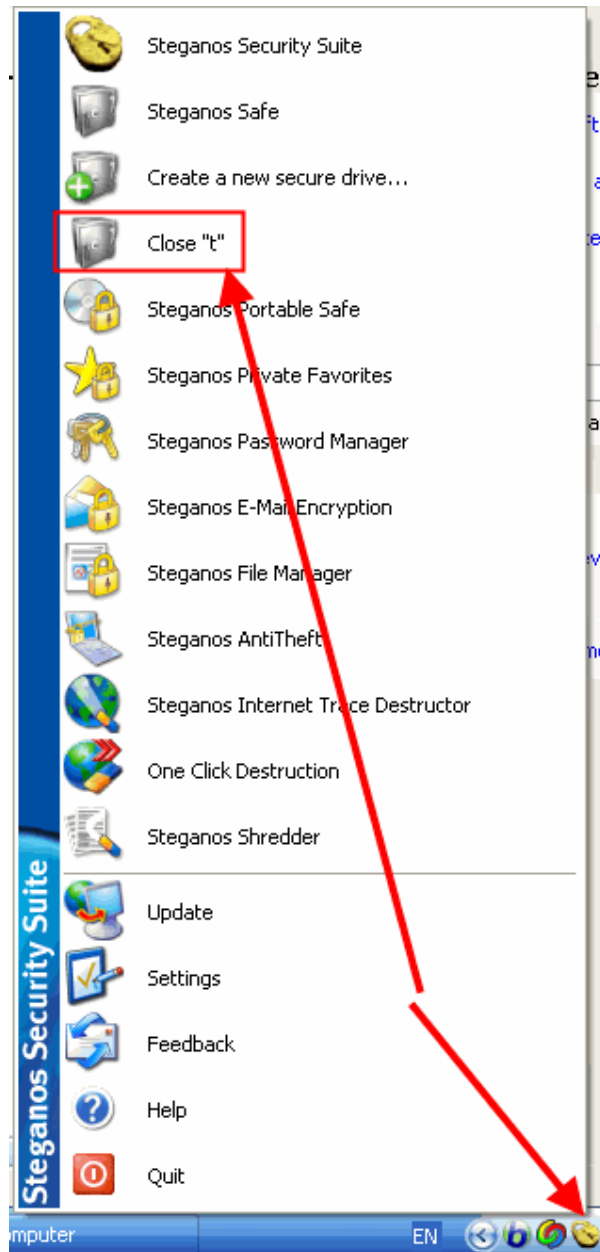 Steganos Security Suite
Steganos Safe
Create a new secure drive...
Close "t"
Steganos Portable Safe
Steganos Private Favorites
Steganos Password Manager
Steganos E-Mail Encryption
Steganos File Manager
Steganos AntiTheft
Steganos Internet Trace Destructor
One Click Destruction
Steganos Shredder
Update
Settings
Feedback
Help
Quit
Steganos Security Suite
EN